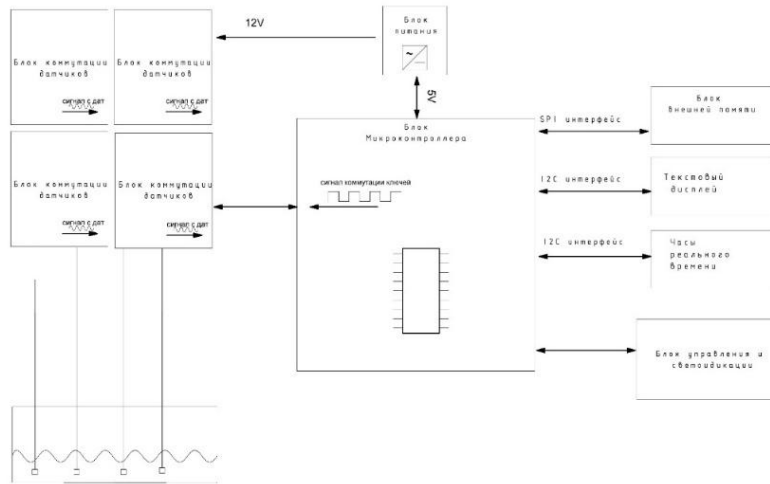 12V
Блок
питания
~
5V
Блок коммутации
датчиков
сигнал с дат
Блок коммутации
датчиков
сигнал с дат
Блок коммутации
датчиков
сигнал с дат
Блок коммутации
датчиков
сигнал с дат
Блок
Микроконтроллера
сигнал коммутации ключей
SPI интерфейс
Блок
внешней памяти
I2C интерфейс
Текстовый
дисплей
I2C интерфейс
Часы
реального
времени
Блок управления и
светоидикации